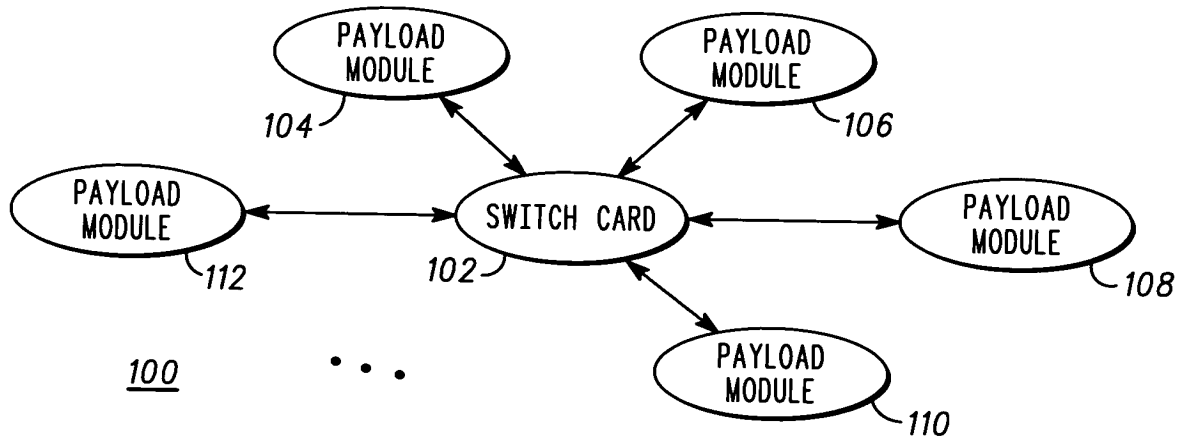 PAYLOAD
MODULE
104
PAYLOAD
MODULE
106
PAYLOAD
MODULE
112
SWITCH CARD
102
PAYLOAD
MODULE
108
100
PAYLOAD
MODULE
110